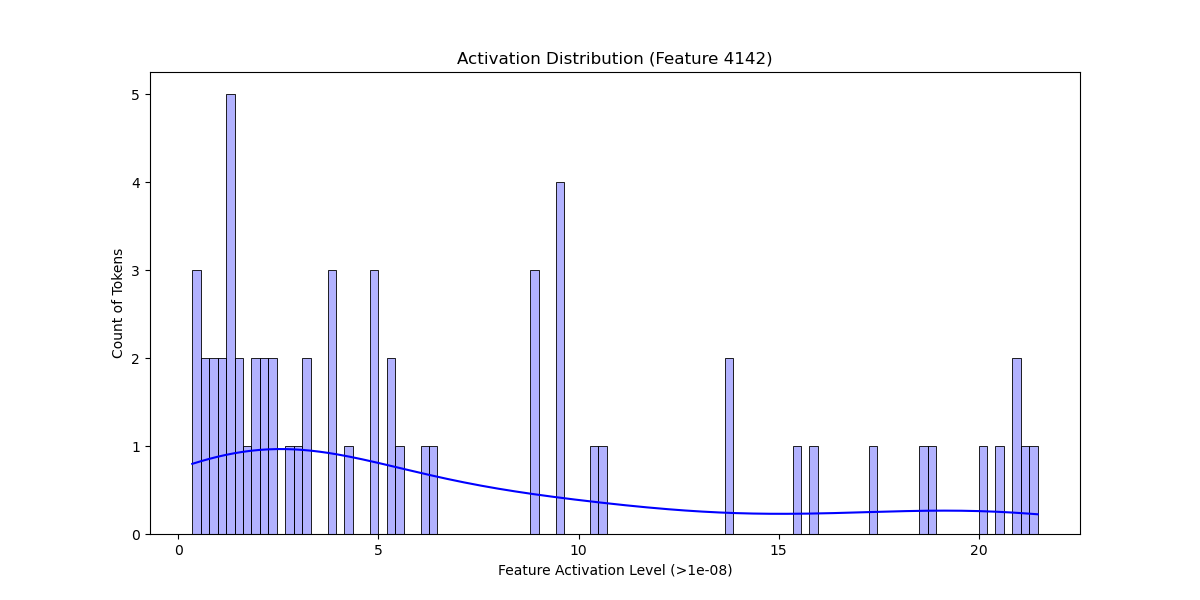 Activation Distribution (Feature 4142)
5
4
3
2
1
0
Count of Tokens
0 5 10 15 20
Feature Activation Level (>1e-08)